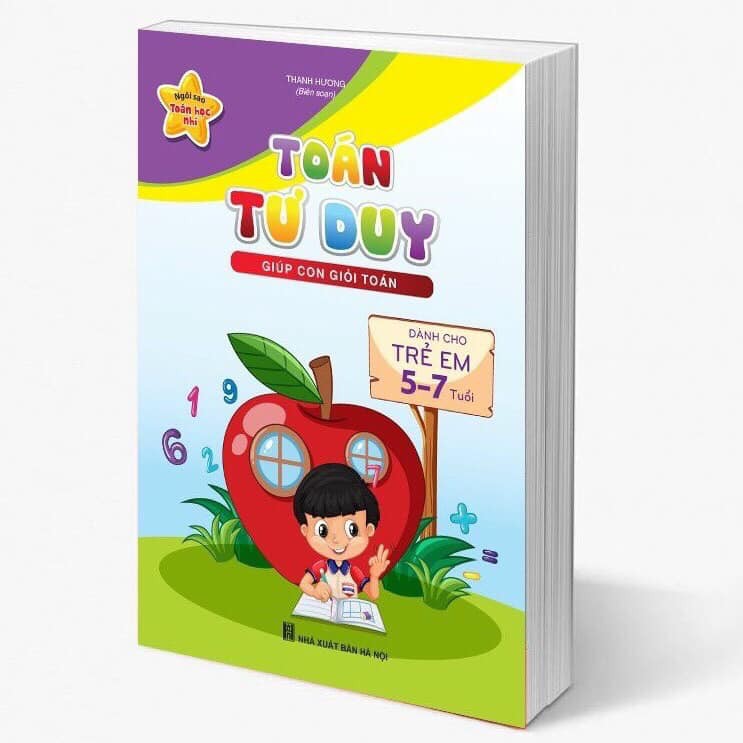 Ngôi sao
Toán học
nhí
THANH HƯƠNG
(Biên soạn)
TOÁN
TƯ DUY
GIÚP CON GIỎI TOÁN
DÀNH CHO
TRẺ EM
5–7 Tuổi
1 9
6 2
7
+
=
÷
NHÀ XUẤT BẢN HÀ NỘI